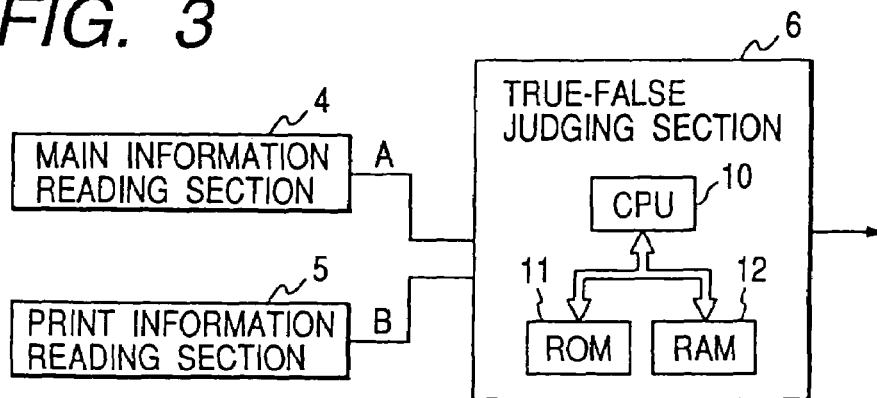 FIG. 3
6
TRUE-FALSE
JUDGING SECTION
4
MAIN INFORMATION
READING SECTION
A
10
CPU
5
PRINT INFORMATION
READING SECTION
B
11
ROM
12
RAM